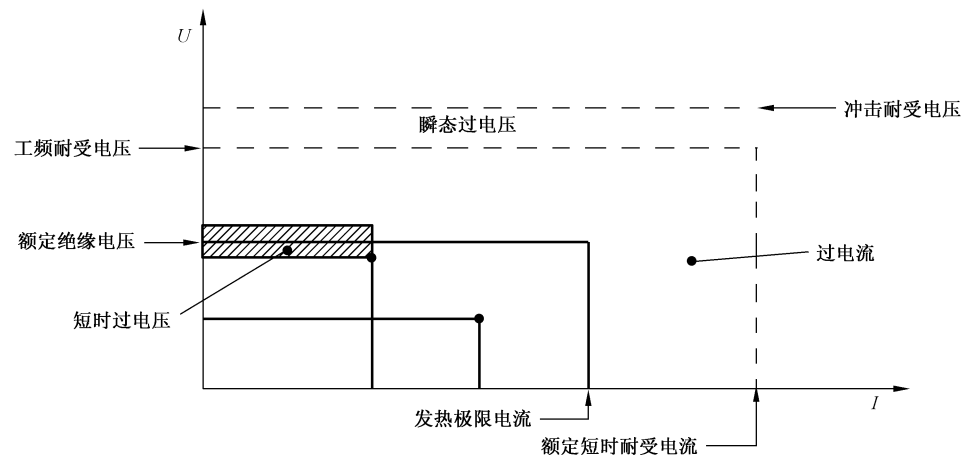 U
冲击耐受电压
瞬态过电压
工频耐受电压
额定绝缘电压
过电流
短时过电压
I
发热极限电流
额定短时耐受电流